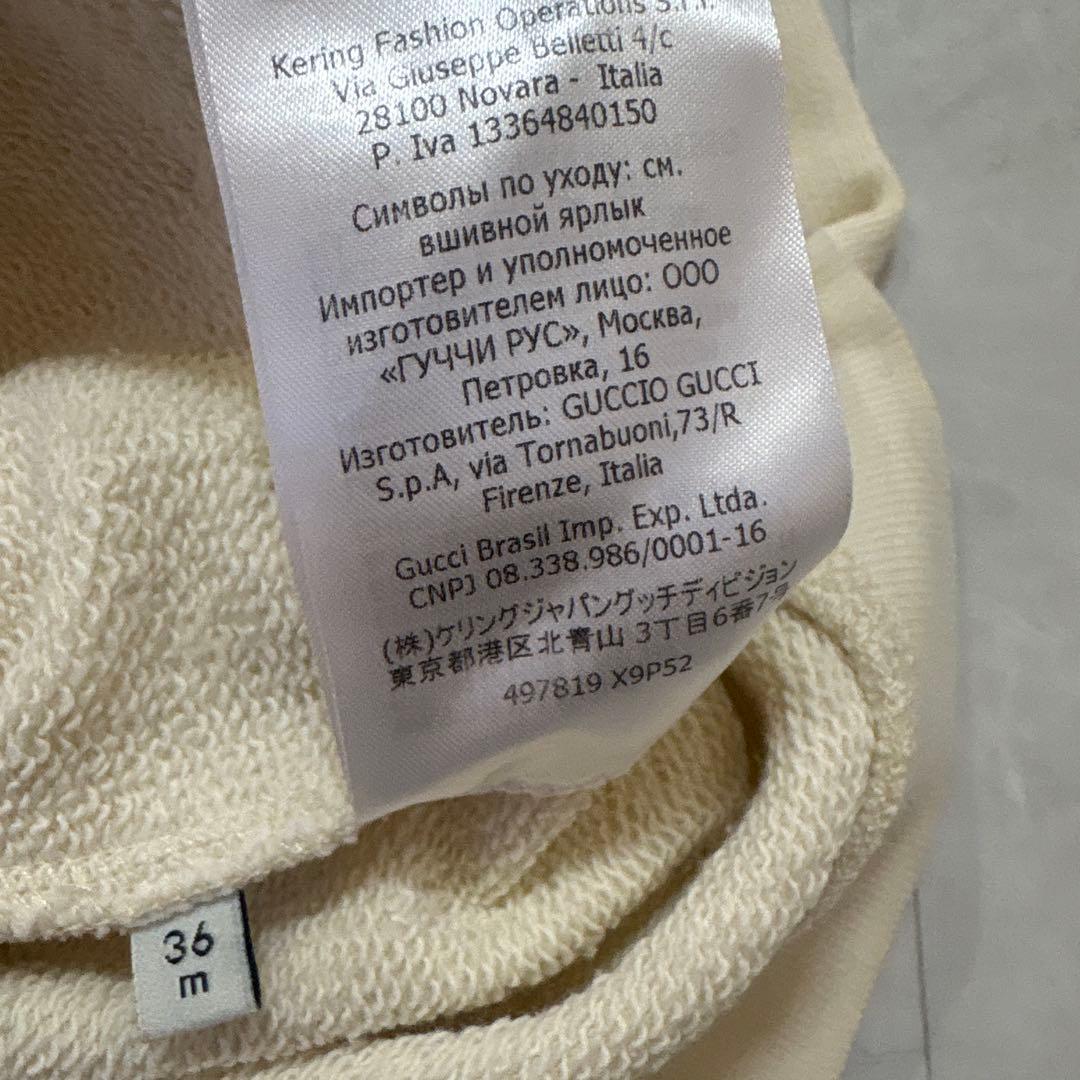 Kering Fashion Operations S.r.l.
Via Giuseppe Belletti 4/c
28100 Novara - Italia
P. Iva 13364840150
Символы по уходу: см.
вшивной ярлык
Импортер и уполномоченное
изготовителем лицо: ООО
«ГУЧЧИ РУС», Москва,
Петровка, 16
Изготовитель: GUCCIO GUCCI
S.p.A, via Tornabuoni,73/R
Firenze, Italia
Gucci Brasil Imp. Exp. Ltda.
CNPJ 08.338.986/0001-16
(株)ケリングジャパングッチディビジョン
東京都港区北青山 3丁目6番7号
497819 X9P52
36
m